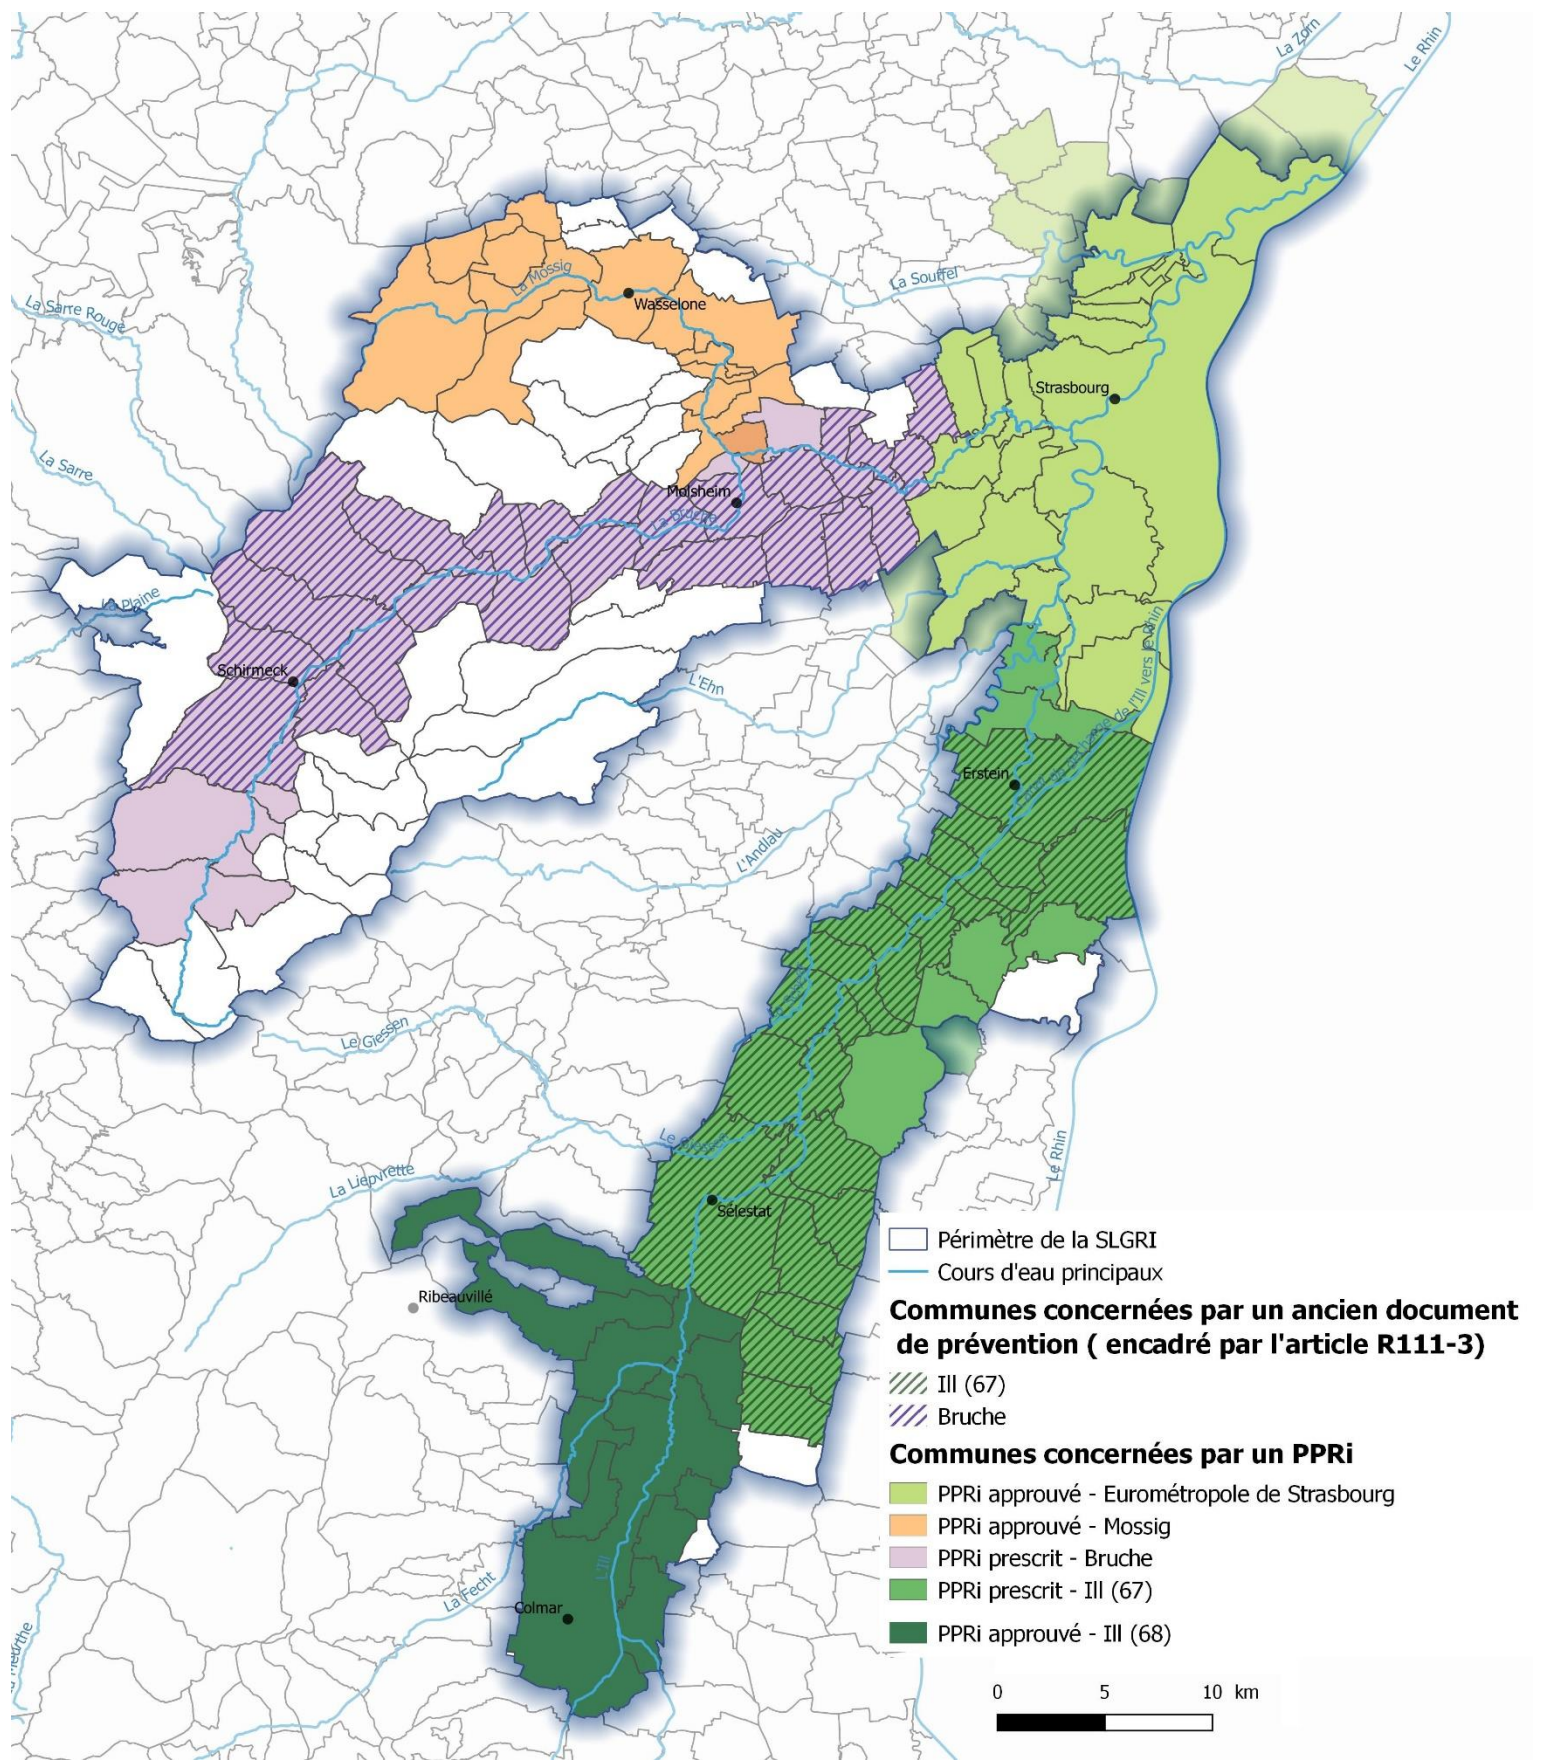 La Zorn
Le Rhin
La Mossig
La Souffel
Wasselone
La Sarre Rouge
Strasbourg
La Sarre
Molsheim
La Bruche
La Plaine
Schirmeck
L'Ehn
de l'Ill vers le Rhin
Erstein
L'Andlau
Le Giessen
Le Giessen
La Liepvrette
Le Rhin
Sélestat
Ribeauvillé
L'Ill
La Fecht
Colmar
Périmètre de la SLGRI
Cours d'eau principaux
Communes concernées par un ancien document
de prévention ( encadré par l'article R111-3)
Ill (67)
Bruche
Communes concernées par un PPRi
PPRi approuvé - Eurométropole de Strasbourg
PPRi approuvé - Mossig
PPRi prescrit - Bruche
PPRi prescrit - Ill (67)
PPRi approuvé - Ill (68)
0 5 10 km